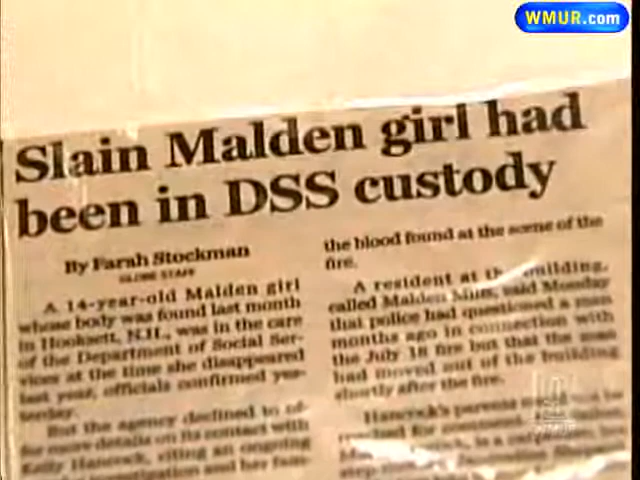 WMUR.com
Slain Malden girl had
been in DSS custody
By Farah Stockman
GLOBE STAFF
A 14-year-old Malden girl
whose body was found last month
in Hooksett, N.H., was in the care
of the Department of Social Ser-
vices at the time she disappeared
last year, officials confirmed yes-
terday.
But the agency declined to of-
fer more details on its contact with
Kelly Hancock, citing an ongoing
investigation and her
the blood found at the scene of the
fire.
A resident at the building,
called Malden Mills, said Monday
that police had questioned a man
months ago in connection with
the July 18 fire but that the man
had moved out of the building
shortly after the fire.
Hancock's parents